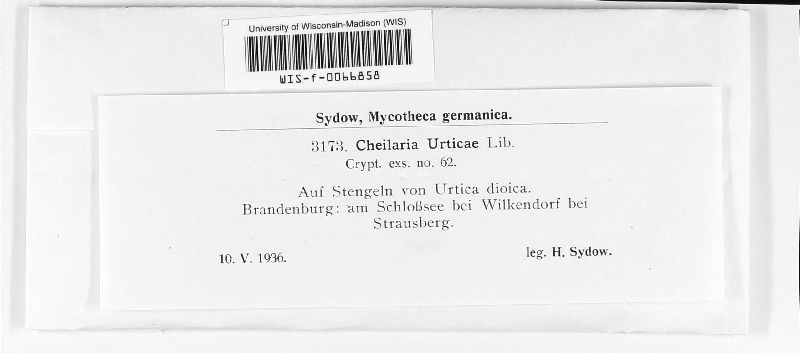 University of Wisconsin-Madison (WIS)
WIS-f-0066858
Sydow, Mycotheca germanica.
3173. Cheilaria Urticae Lib.
Crypt. exs. no. 62.
Auf Stengeln von Urtica dioica.
Brandenburg: am Schloßsee bei Wilkendorf bei
Strausberg.
10. V. 1936. leg. H. Sydow.